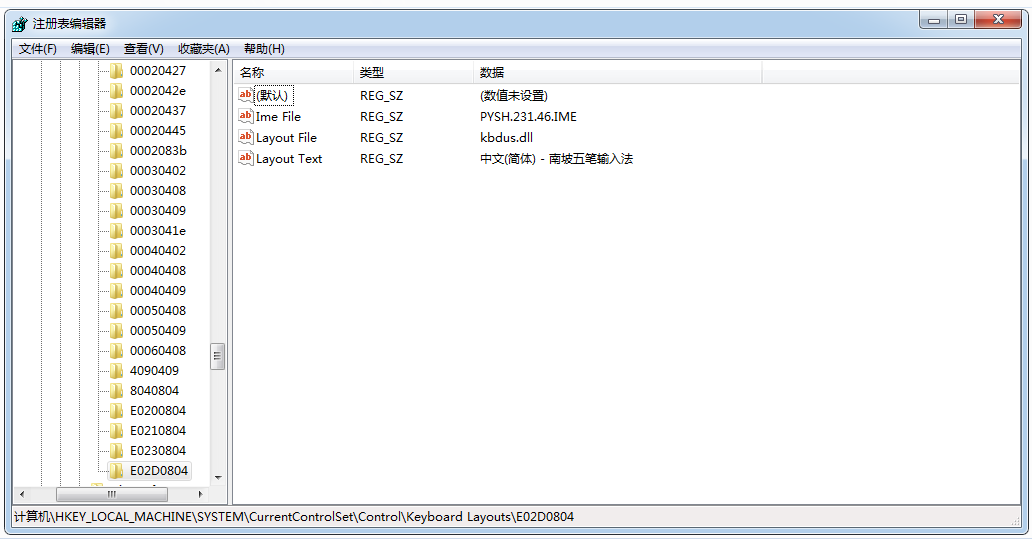 注册表编辑器
文件(F) 编辑(E) 查看(V) 收藏夹(A) 帮助(H)
00020427
0002042e
00020437
00020445
0002083b
00030402
00030408
00030409
0003041e
00040402
00040408
00040409
00050408
00050409
00060408
4090409
8040804
E0200804
E0210804
E0230804
E02D0804
名称 类型 数据
(默认) REG_SZ (数值未设置)
Ime File REG_SZ PYSH.231.46.IME
Layout File REG_SZ kbdus.dll
Layout Text REG_SZ 中文(简体) - 南坡五笔输入法
计算机\HKEY_LOCAL_MACHINE\SYSTEM\CurrentControlSet\Control\Keyboard Layouts\E02D0804